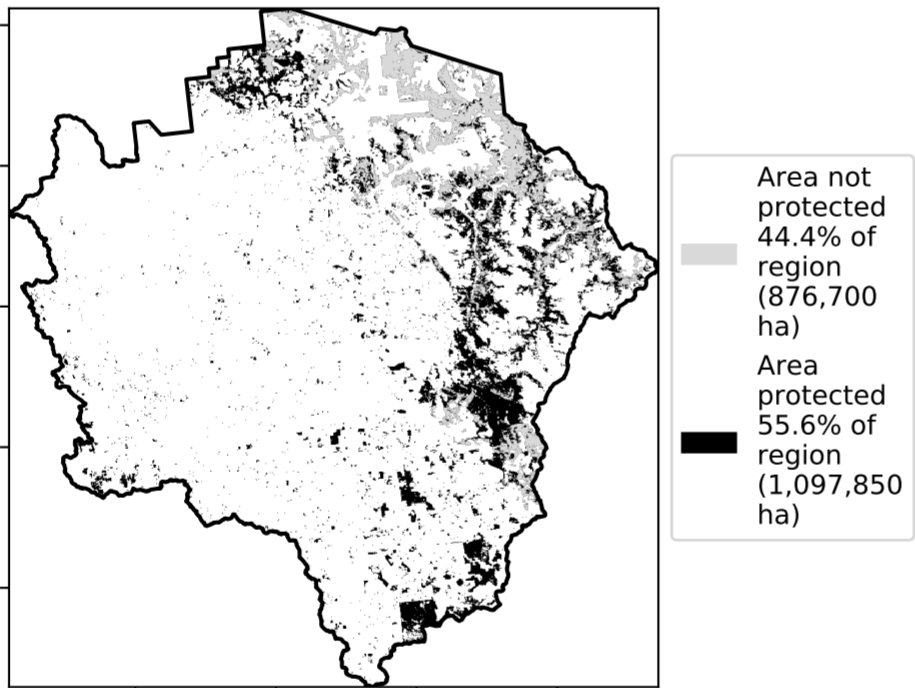 Area not
protected
44.4% of
region
(876,700
ha)
Area
protected
55.6% of
region
(1,097,850
ha)